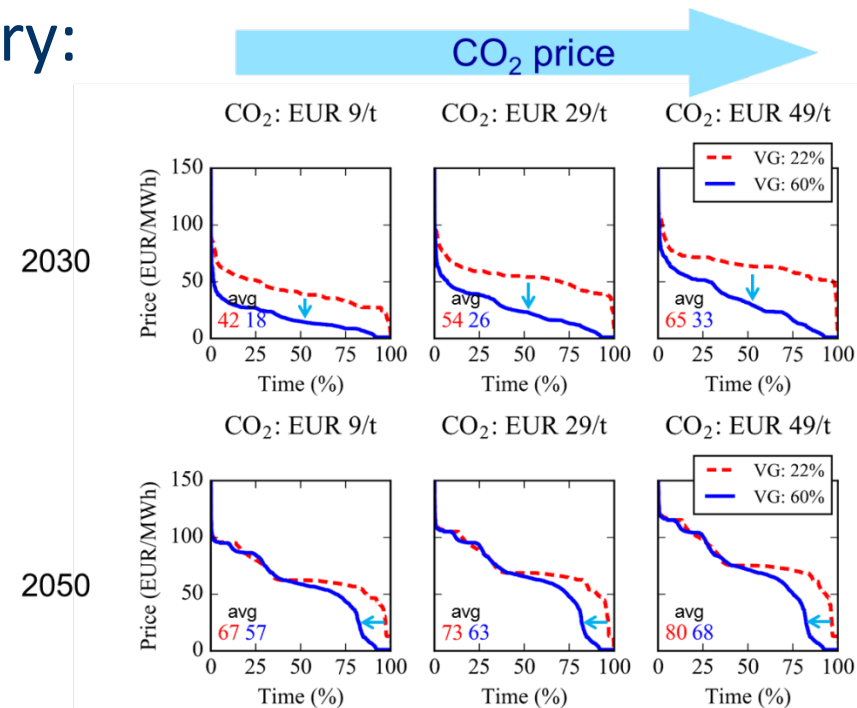 ry:
CO₂ price
CO₂: EUR 9/t
CO₂: EUR 29/t
CO₂: EUR 49/t
2030
Price (EUR/MWh)
150
100
50
0
avg
42 18
0 25 50 75 100
Time (%)
avg
54 26
0 25 50 75 100
Time (%)
VG: 22%
VG: 60%
avg
65 33
0 25 50 75 100
Time (%)
CO₂: EUR 9/t
CO₂: EUR 29/t
CO₂: EUR 49/t
2050
Price (EUR/MWh)
150
100
50
0
avg
67 57
0 25 50 75 100
Time (%)
avg
73 63
0 25 50 75 100
Time (%)
VG: 22%
VG: 60%
avg
80 68
0 25 50 75 100
Time (%)